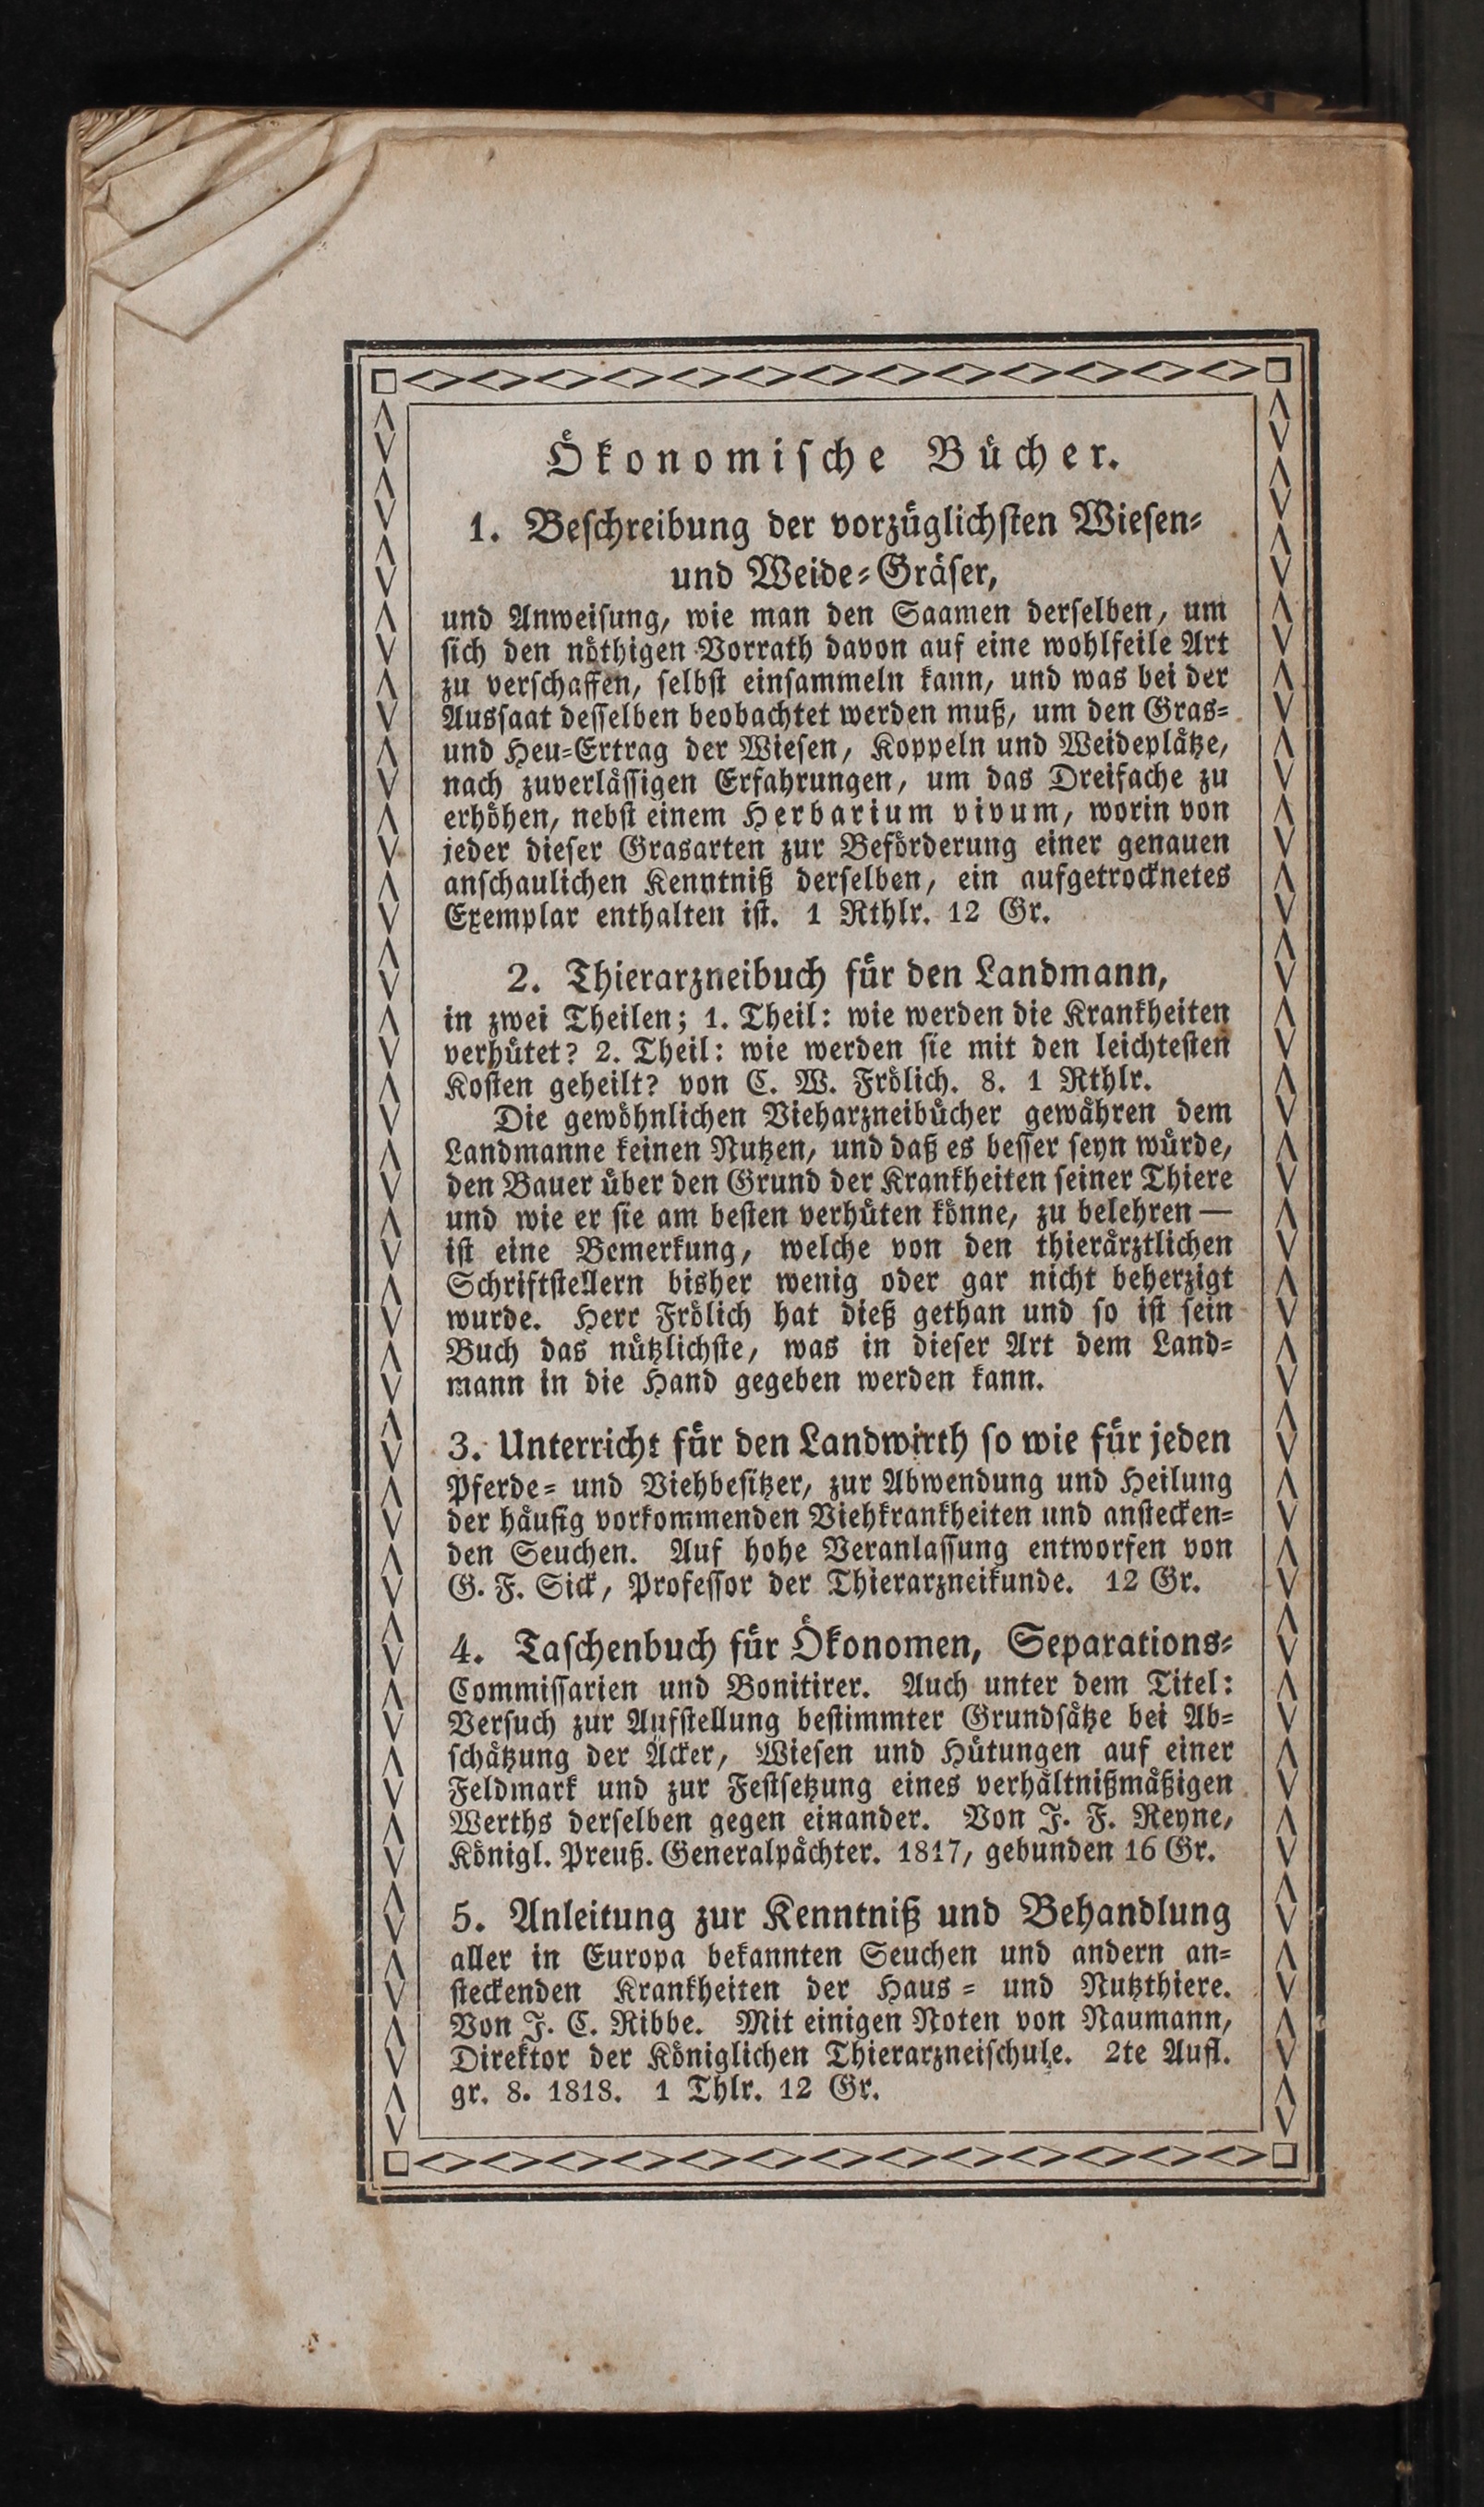 Ökonomische Bücher.
1. Beschreibung der vorzüglichsten Wiesen-
und Weide-Gräser,
und Anweisung, wie man den Saamen derselben, um
sich den nöthigen Vorrath davon auf eine wohlfeile Art
zu verschaffen, selbst einsammeln kann, und was bei der
Aussaat desselben beobachtet werden muß, um den Gras-
und Heu-Ertrag der Wiesen, Koppeln und Weideplätze,
nach zuverlässigen Erfahrungen, um das Dreifache zu
erhöhen, nebst einem Herbarium vivum, worin von
jeder dieser Grasarten zur Beförderung einer genauen
anschaulichen Kenntniß derselben, ein aufgetrocknetes
Exemplar enthalten ist. 1 Rthlr. 12 Gr.
2. Thierarzneibuch für den Landmann,
in zwei Theilen; 1. Theil: wie werden die Krankheiten
verhütet? 2. Theil: wie werden sie mit den leichtesten
Kosten geheilt? von C. W. Frölich. 8. 1 Rthlr.
Die gewöhnlichen Vieharzneibücher gewähren dem
Landmanne keinen Nutzen, und daß es besser seyn würde,
den Bauer über den Grund der Krankheiten seiner Thiere
und wie er sie am besten verhüten könne, zu belehren —
ist eine Bemerkung, welche von den thierärztlichen
Schriftstellern bisher wenig oder gar nicht beherzigt
wurde. Herr Frölich hat dieß gethan und so ist sein
Buch das nützlichste, was in dieser Art dem Land-
mann in die Hand gegeben werden kann.
3. Unterricht für den Landwirth so wie für jeden
Pferde- und Viehbesitzer, zur Abwendung und Heilung
der häufig vorkommenden Viehkrankheiten und anstecken-
den Seuchen. Auf hohe Veranlassung entworfen von
G. F. Sick, Professor der Thierarzneikunde. 12 Gr.
4. Taschenbuch für Ökonomen, Separations-
Commissarien und Bonitirer. Auch unter dem Titel:
Versuch zur Aufstellung bestimmter Grundsätze bei Ab-
schätzung der Äcker, Wiesen und Hütungen auf einer
Feldmark und zur Festsetzung eines verhältnißmäßigen
Werths derselben gegen einander. Von J. F. Reyne,
Königl. Preuß. Generalpächter. 1817, gebunden 16 Gr.
5. Anleitung zur Kenntniß und Behandlung
aller in Europa bekannten Seuchen und andern an-
steckenden Krankheiten der Haus- und Nutzthiere.
Von J. C. Ribbe. Mit einigen Noten von Naumann,
Direktor der Königlichen Thierarzneischule. 2te Aufl.
gr. 8. 1818. 1 Thlr. 12 Gr.